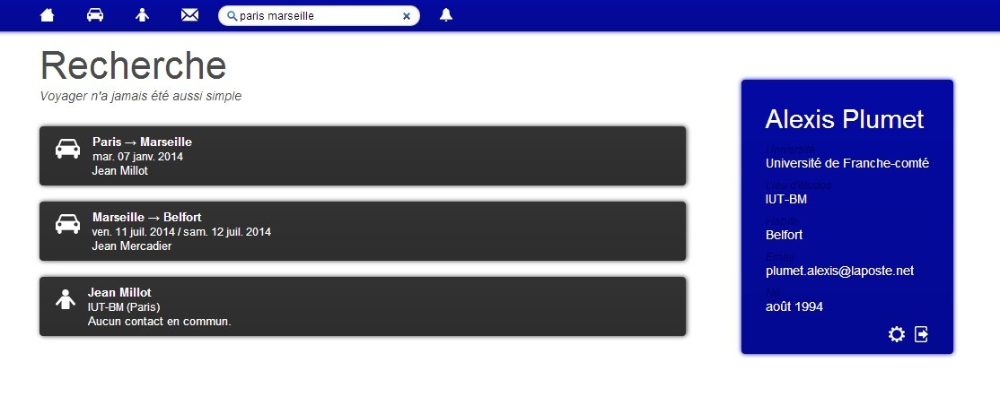 paris marseille
Recherche
Voyager n'a jamais été aussi simple
Paris → Marseille
mar. 07 janv. 2014
Jean Millot
Marseille → Belfort
ven. 11 juil. 2014 / sam. 12 juil. 2014
Jean Mercadier
Jean Millot
IUT-BM (Paris)
Aucun contact en commun.
Alexis Plumet
Université
Université de Franche-comté
Lieu d'études
IUT-BM
Belfort
Email
plumet.alexis@laposte.net
août 1994